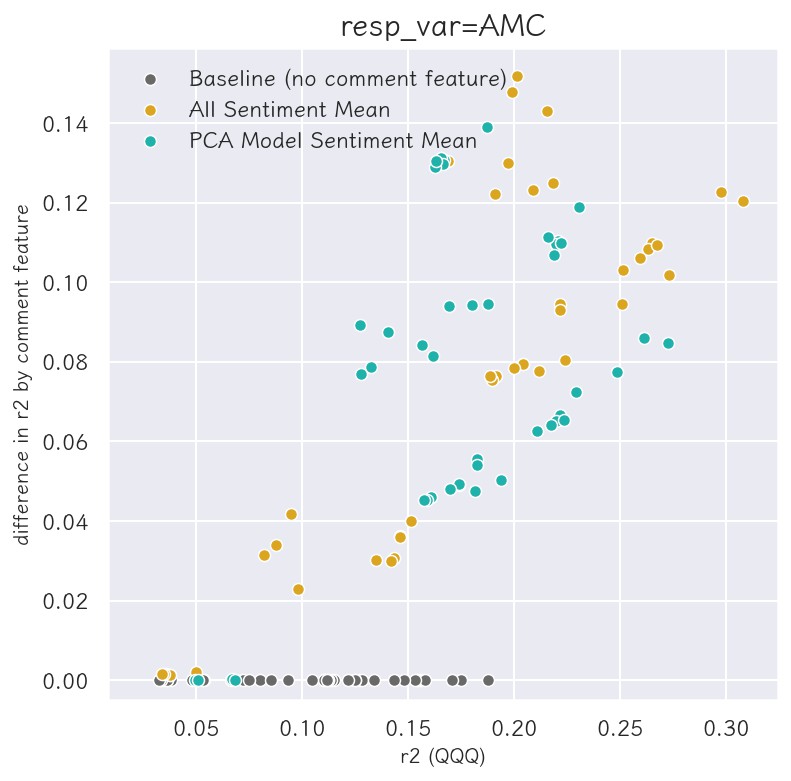 resp_var=AMC
Baseline (no comment feature)
All Sentiment Mean
PCA Model Sentiment Mean
difference in r2 by comment feature
0.14
0.12
0.10
0.08
0.06
0.04
0.02
0.00
0.05 0.10 0.15 0.20 0.25 0.30
r2 (QQQ)